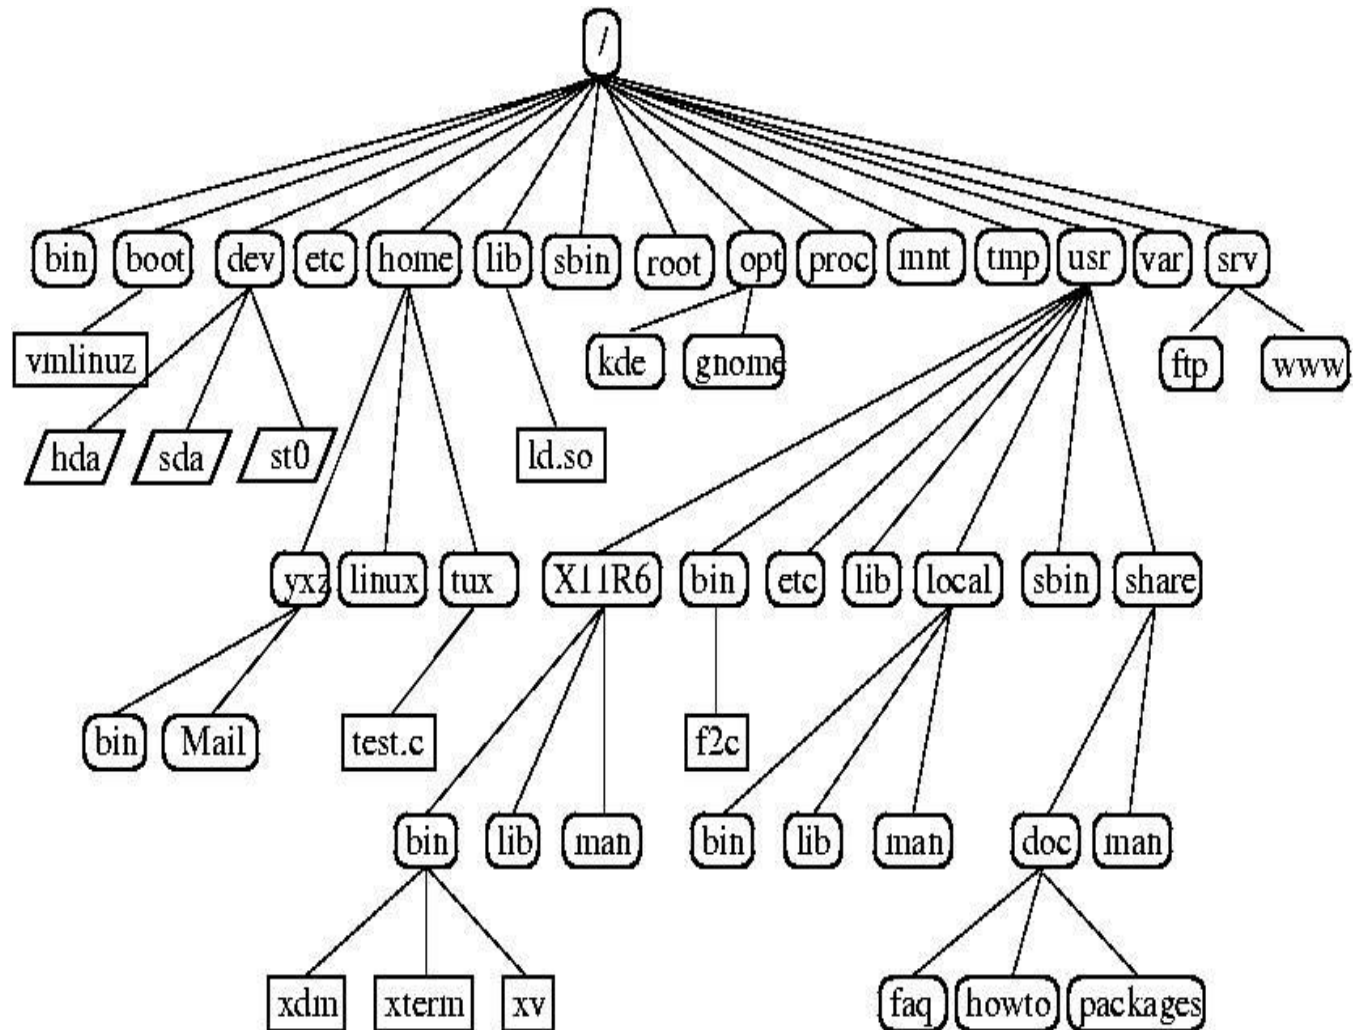 /
bin boot dev etc home lib sbin root opt proc mnt tmp usr var srv
vmlinuz kde gnome ftp www
hda sda st0 ld.so
yxz linux tux X11R6 bin etc lib local sbin share
bin Mail test.c f2c
bin lib man bin lib man doc man
xdm xterm xv faq howto packages